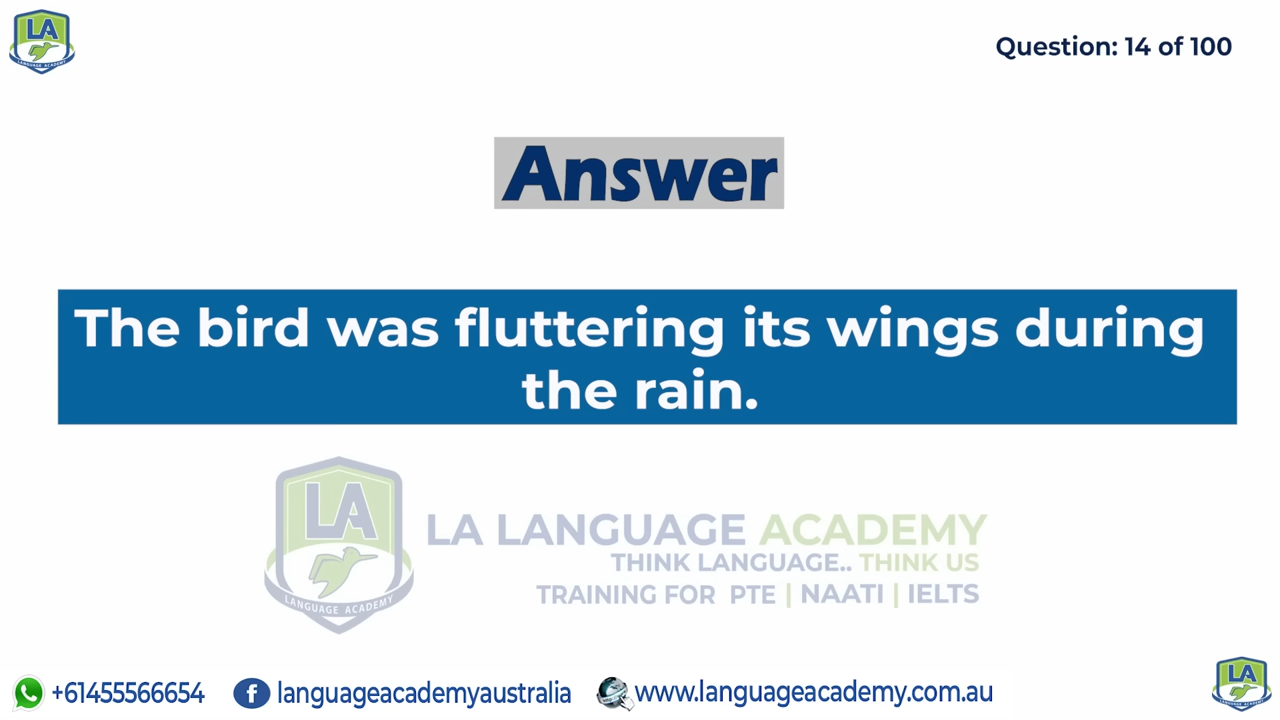 LA
LANGUAGE ACADEMY
Question: 14 of 100
Answer
The bird was fluttering its wings during
the rain.
LA
LANGUAGE ACADEMY
LA LANGUAGE ACADEMY
THINK LANGUAGE.. THINK US
TRAINING FOR PTE | NAATI | IELTS
+61455566654
languageacademyaustralia
www.languageacademy.com.au
LA
LANGUAGE ACADEMY